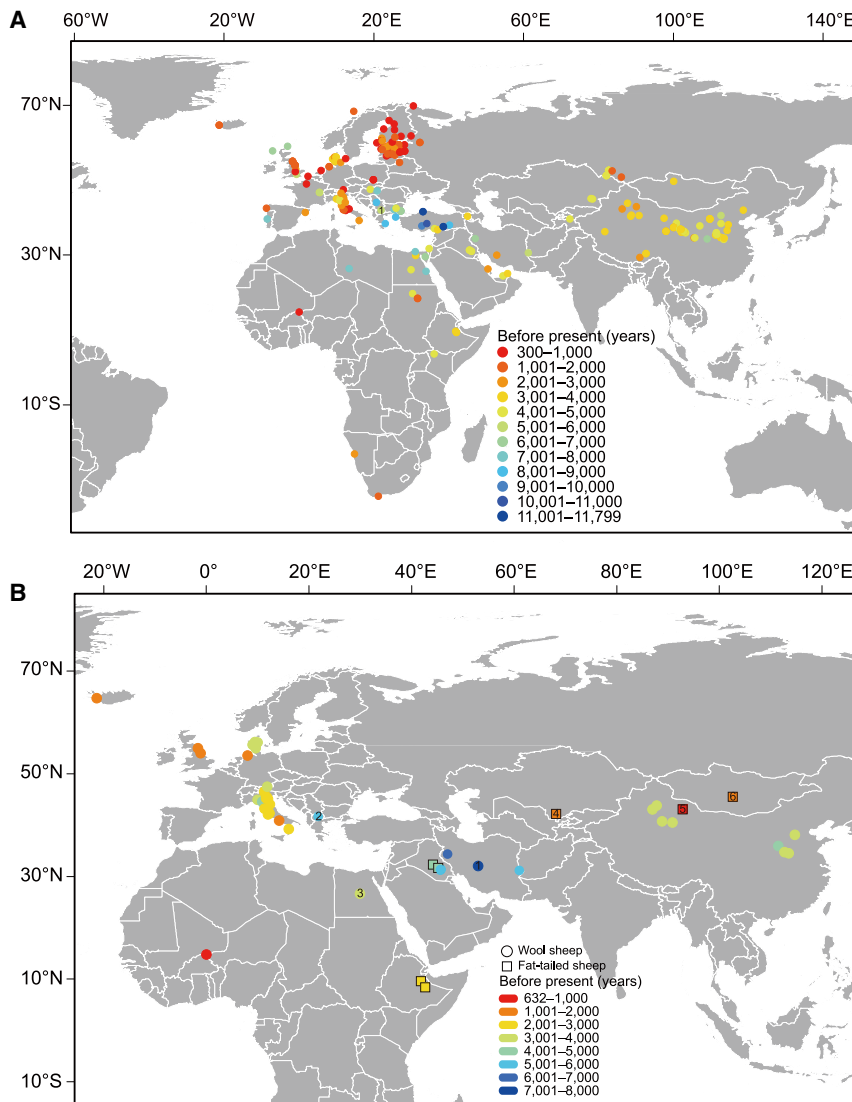 A
60°W 20°W 20°E 60°E 100°E 140°E
70°N
30°N
10°S
1
Before present (years)
300–1,000
1,001–2,000
2,001–3,000
3,001–4,000
4,001–5,000
5,001–6,000
6,001–7,000
7,001–8,000
8,001–9,000
9,001–10,000
10,001–11,000
11,001–11,799
B
20°W 0° 20°E 40°E 60°E 80°E 100°E 120°E
70°N
50°N
30°N
10°N
10°S
6
4
5
2
1
3
Wool sheep
Fat-tailed sheep
Before present (years)
632–1,000
1,001–2,000
2,001–3,000
3,001–4,000
4,001–5,000
5,001–6,000
6,001–7,000
7,001–8,000